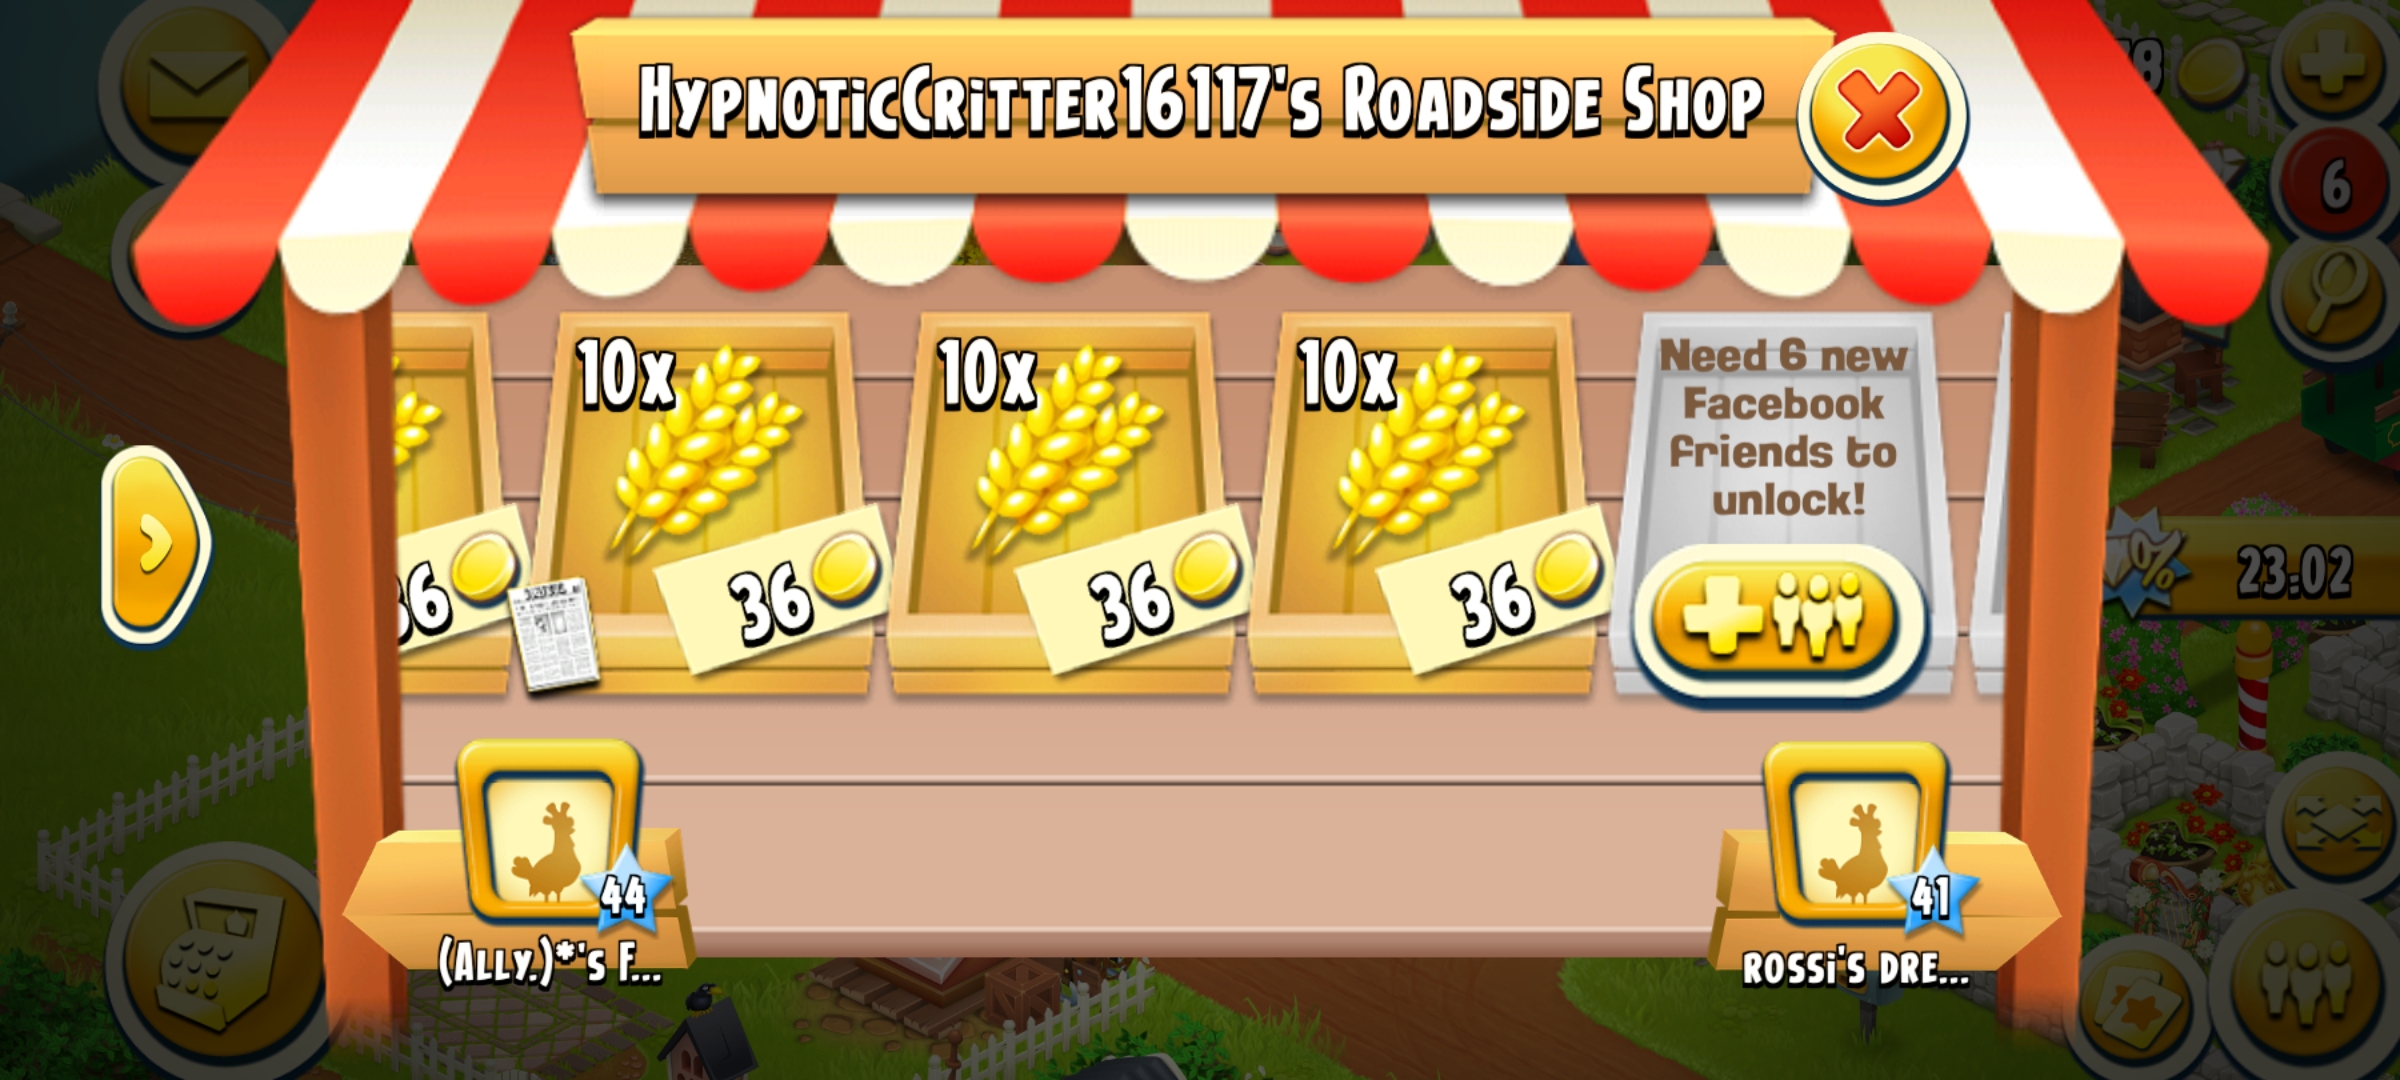 HypnoticCritter16117's Roadside Shop
6
10x
10x
10x
Need 6 new
Facebook
friends to
unlock!
36
36
36
36
23:02
44
41
(Ally.)*'s F...
ROSSi'S DRE...